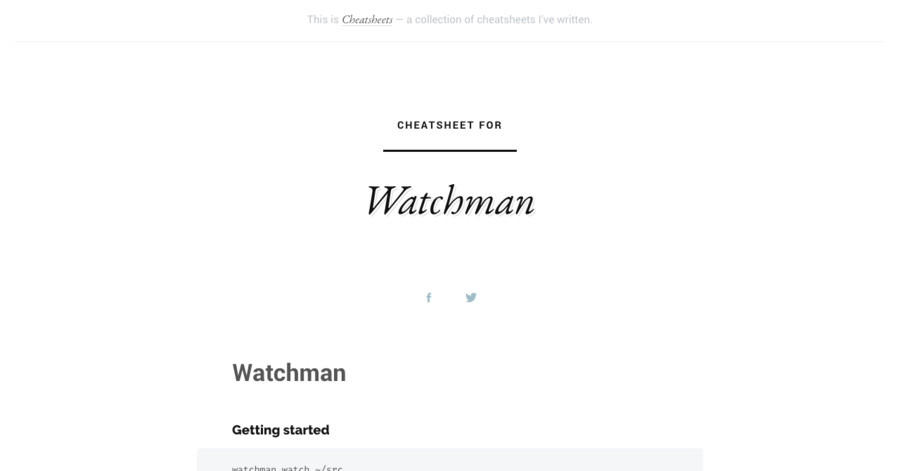 This is Cheatsheets — a collection of cheatsheets I've written.
CHEATSHEET FOR
Watchman
Watchman
Getting started
watchman watch ~/src